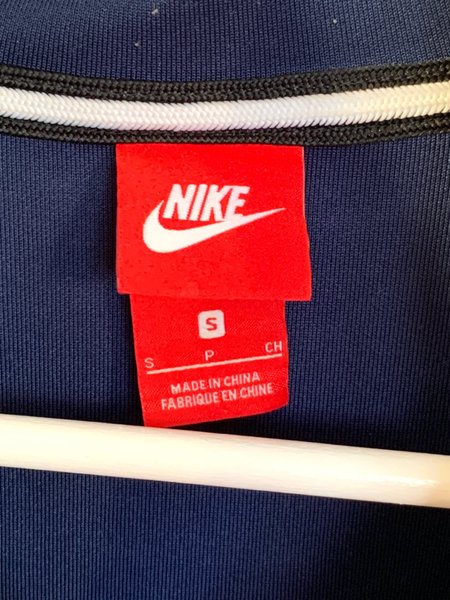 NIKE
S
S P CH
MADE IN CHINA
FABRIQUE EN CHINE